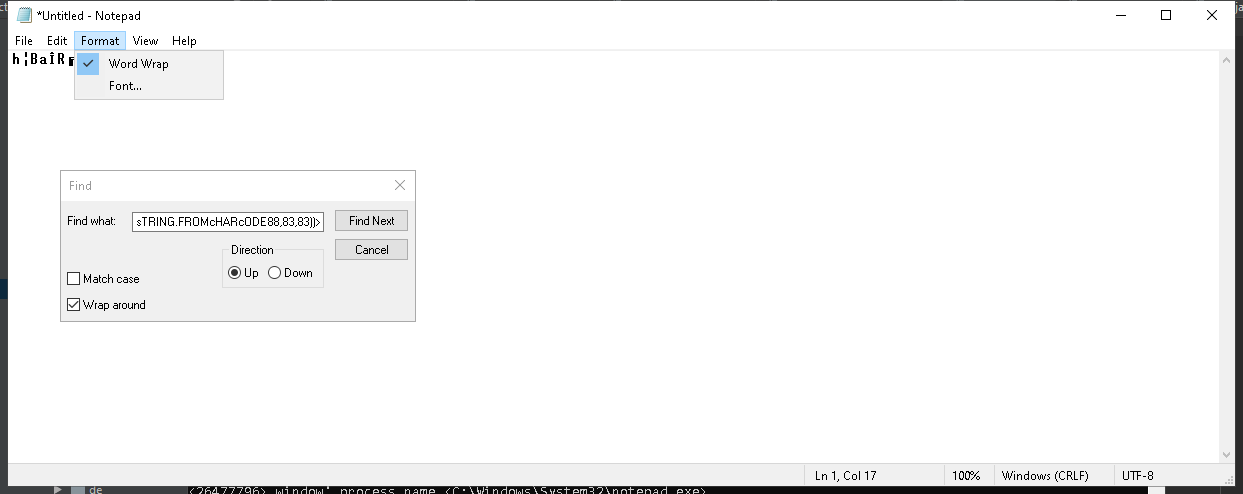 *Untitled - Notepad
File Edit Format View Help
h¦BaÎR
Word Wrap
Font...
Find
Find what: sTRING.FROMcHARcODE88,83,83))> Find Next
Direction Cancel
Up Down
Match case
Wrap around
Ln 1, Col 17 100% Windows (CRLF) UTF-8
de <26477796> window' process name <C:\Windows\System32\notepad.exe>